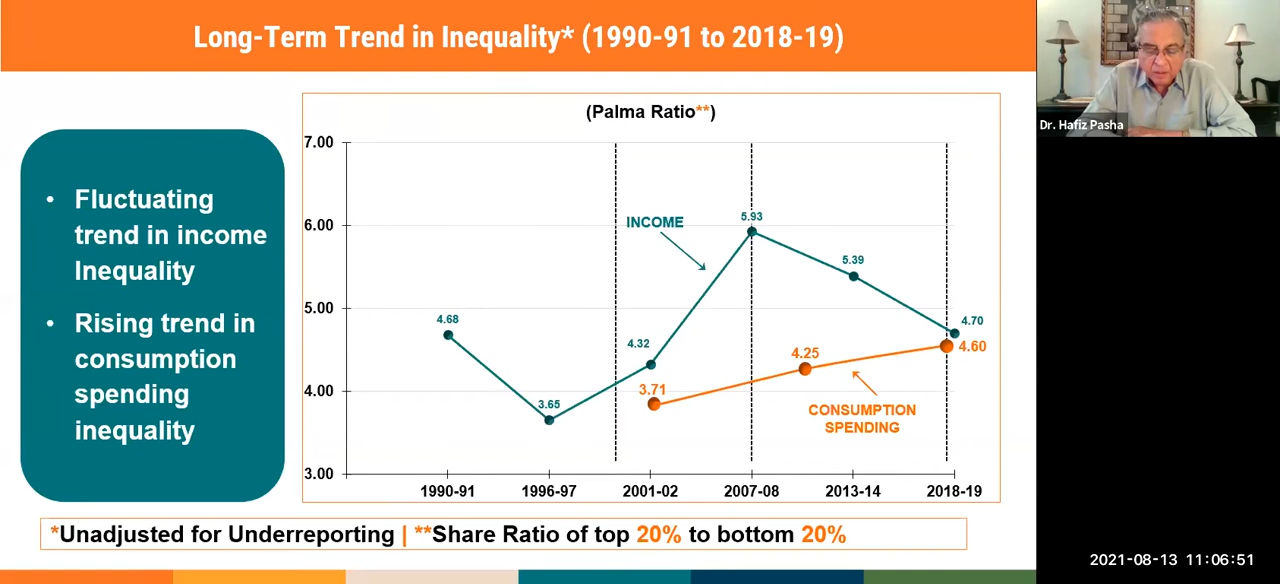 Long-Term Trend in Inequality* (1990-91 to 2018-19)
Dr. Hafiz Pasha
• Fluctuating
trend in income
Inequality
• Rising trend in
consumption
spending
inequality
(Palma Ratio**)
7.00
6.00
5.00
4.00
3.00
INCOME
5.93
5.39
4.68
4.32
4.70
3.65
3.71
4.25
4.60
CONSUMPTION
SPENDING
1990-91
1996-97
2001-02
2007-08
2013-14
2018-19
*Unadjusted for Underreporting | **Share Ratio of top 20% to bottom 20%
2021-08-13 11:06:51